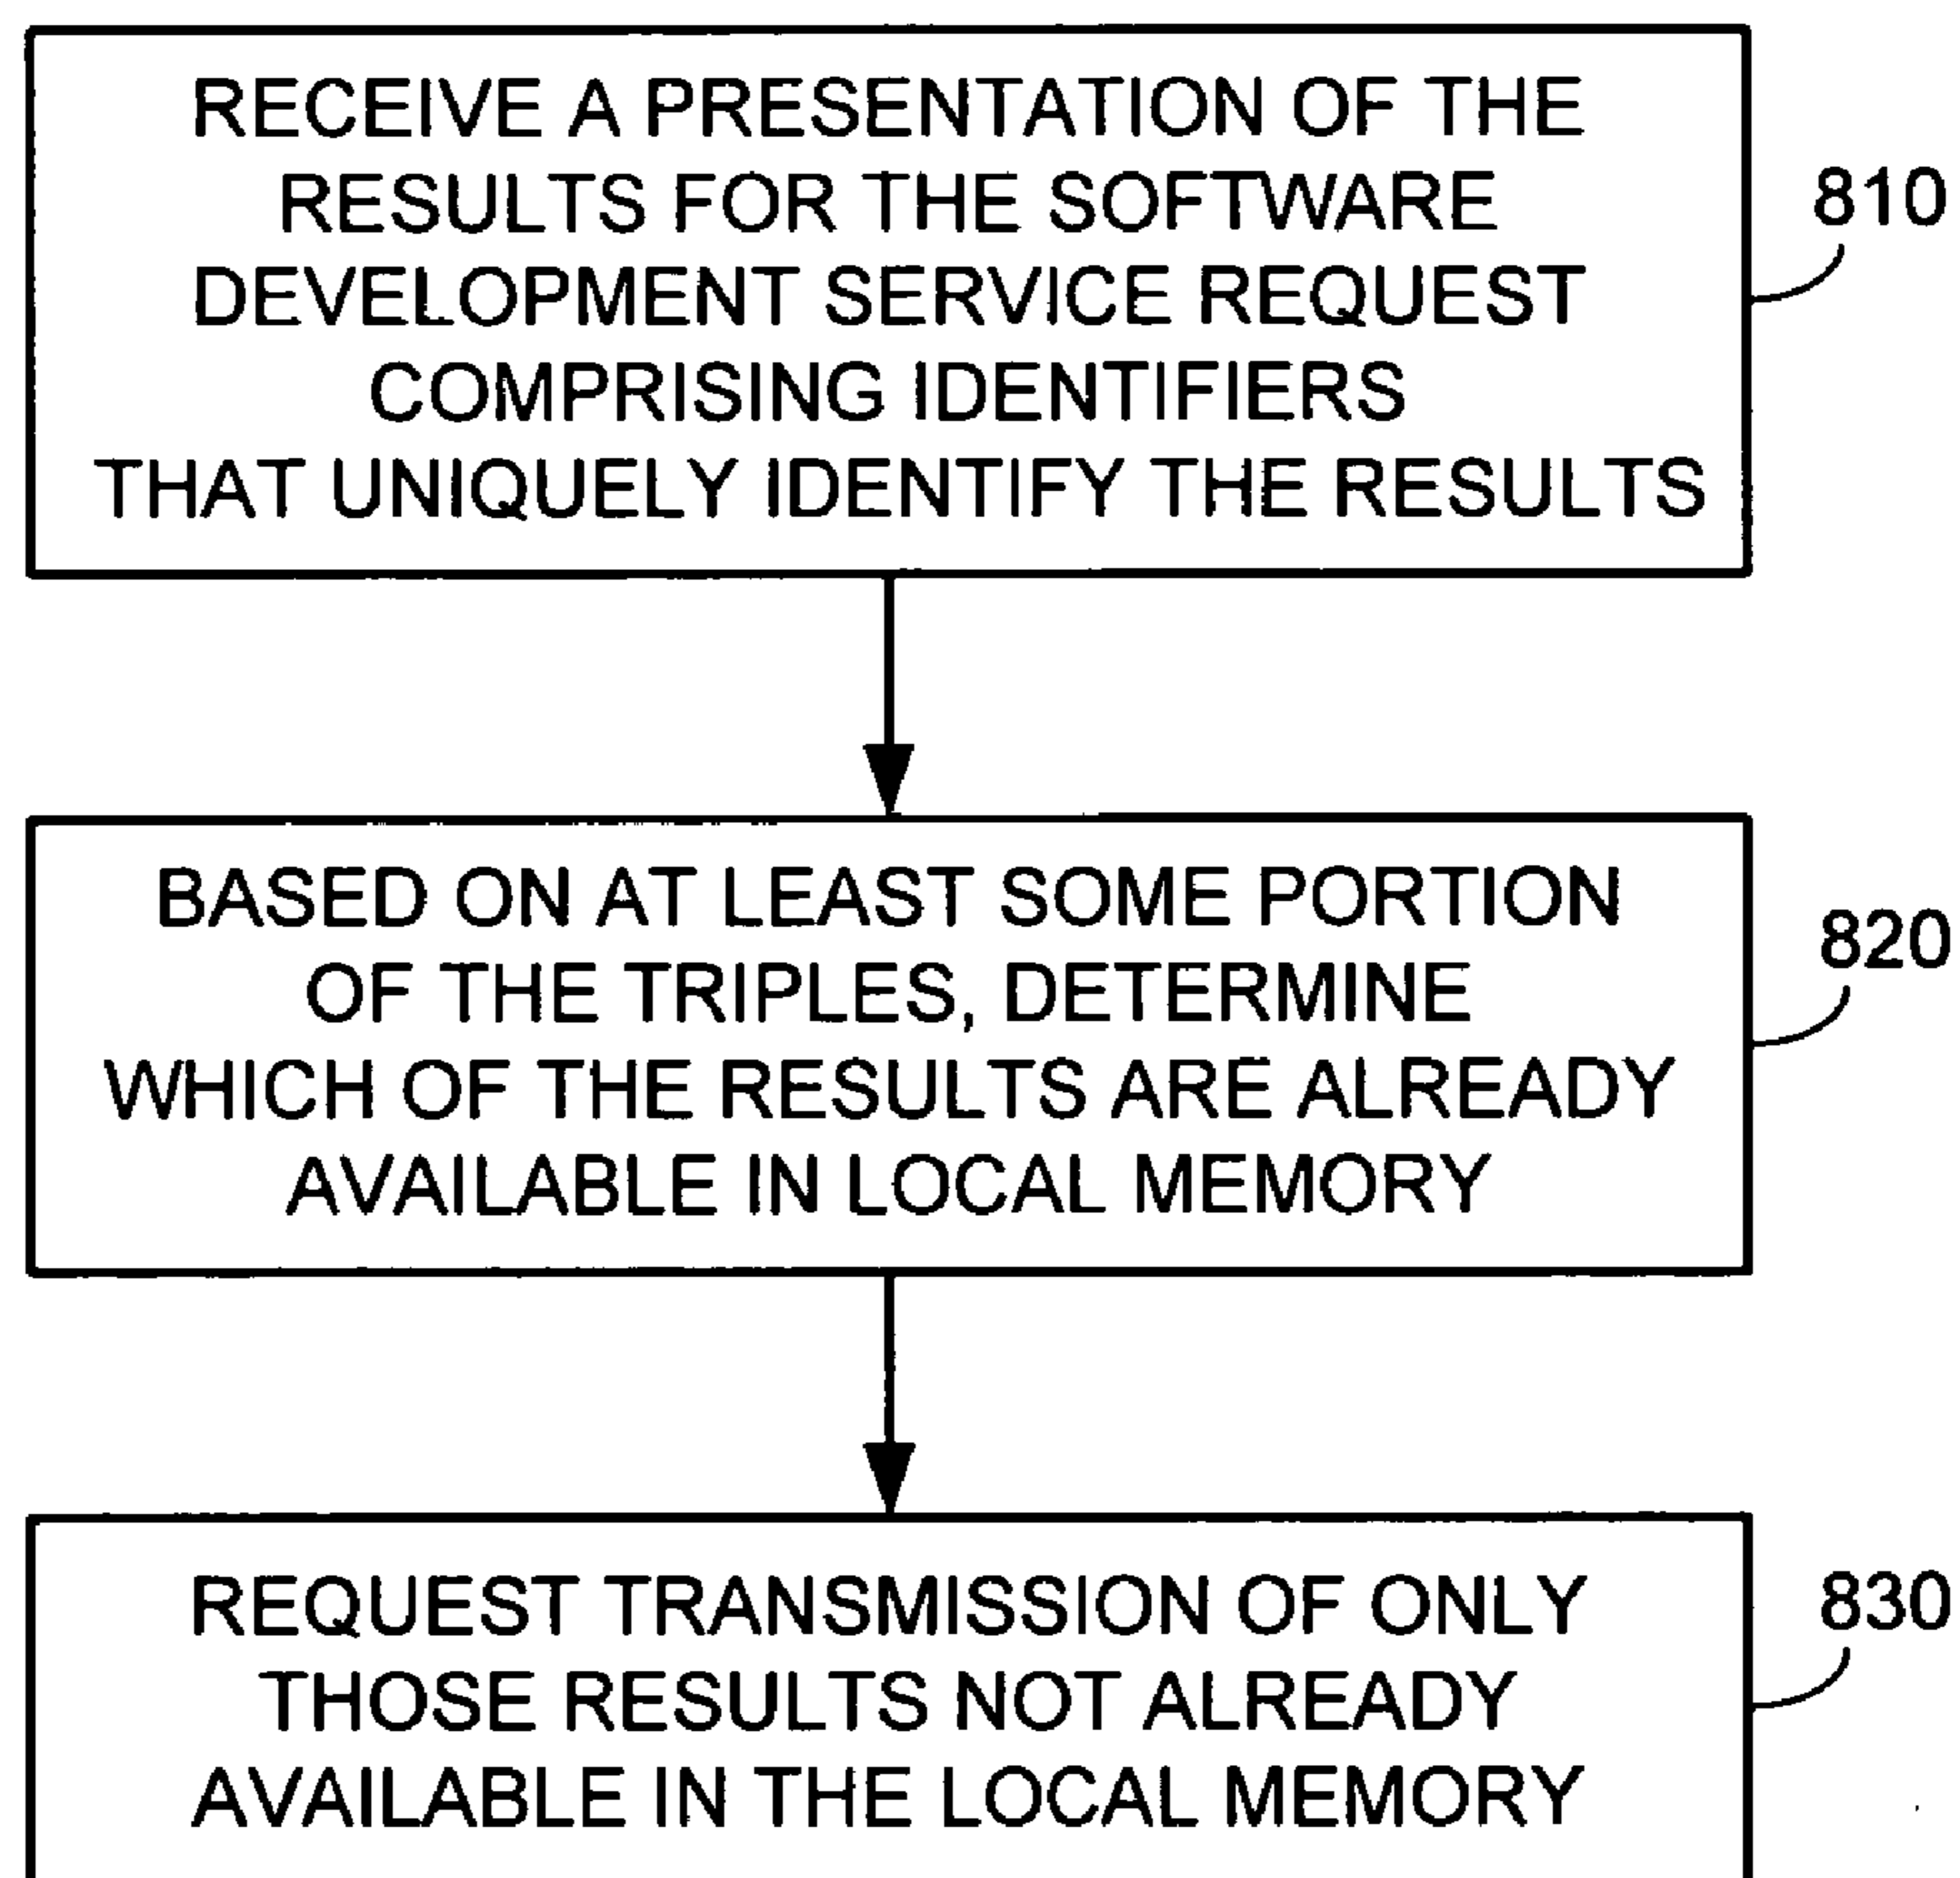 RECEIVE A PRESENTATION OF THE
RESULTS FOR THE SOFTWARE
DEVELOPMENT SERVICE REQUEST
COMPRISING IDENTIFIERS
THAT UNIQUELY IDENTIFY THE RESULTS
810
BASED ON AT LEAST SOME PORTION
OF THE TRIPLES, DETERMINE
WHICH OF THE RESULTS ARE ALREADY
AVAILABLE IN LOCAL MEMORY
820
REQUEST TRANSMISSION OF ONLY
THOSE RESULTS NOT ALREADY
AVAILABLE IN THE LOCAL MEMORY
830